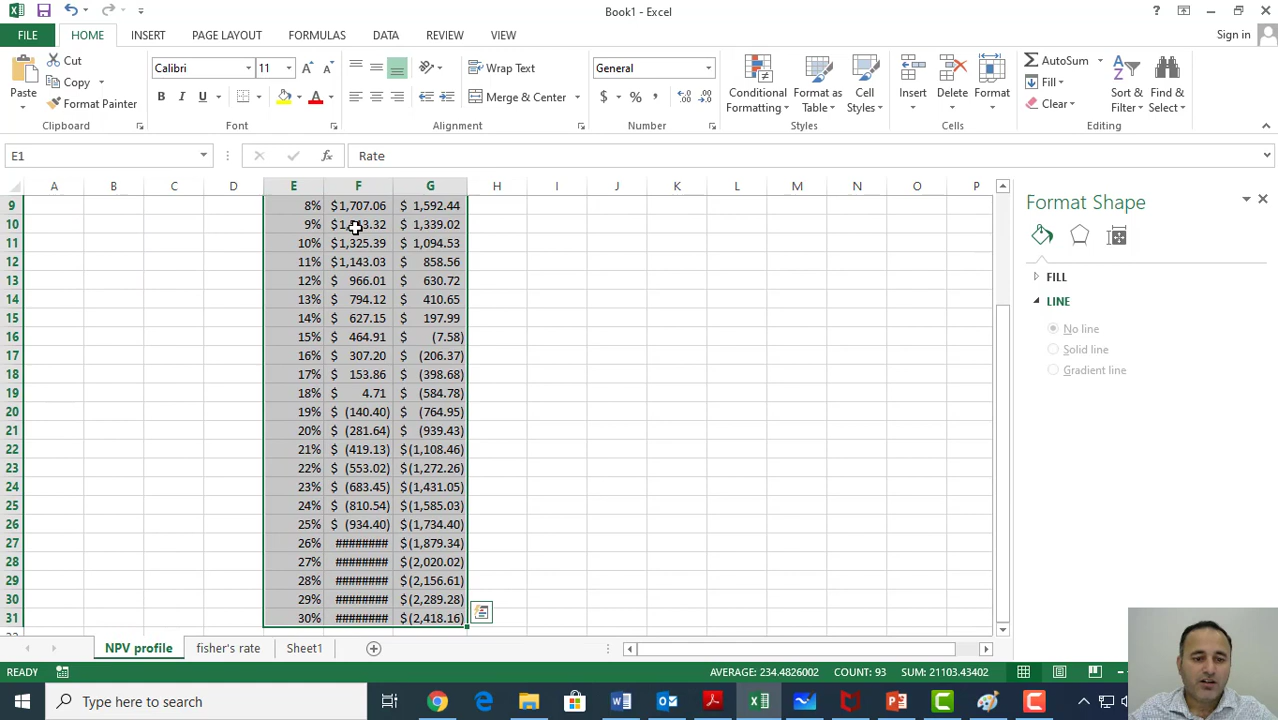 Book1 - Excel
FILE HOME INSERT PAGE LAYOUT FORMULAS DATA REVIEW VIEW Sign in
Cut
Copy
Format Painter
Paste
Clipboard
Calibri 11
B I U
Font
Wrap Text
Merge & Center
Alignment
General
$ % ,
Number
Conditional Formatting
Format as Table
Cell Styles
Styles
Insert Delete Format
Cells
AutoSum
Fill
Clear
Sort & Filter
Find & Select
Editing
E1 fx Rate
A B C D E F G H I J K L M N O P
9 8% $1,707.06 $ 1,592.44
10 9% $ 1,339.02
11 10% $1,325.39 $ 1,094.53
12 11% $1,143.03 $ 858.56
13 12% $ 966.01 $ 630.72
14 13% $ 794.12 $ 410.65
15 14% $ 627.15 $ 197.99
16 15% $ 464.91 $ (7.58)
17 16% $ 307.20 $ (206.37)
18 17% $ 153.86 $ (398.68)
19 18% $ 4.71 $ (584.78)
20 19% $ (140.40) $ (764.95)
21 20% $ (281.64) $ (939.43)
22 21% $ (419.13) $(1,108.46)
23 22% $ (553.02) $(1,272.26)
24 23% $ (683.45) $(1,431.05)
25 24% $ (810.54) $(1,585.03)
26 25% $ (934.40) $(1,734.40)
27 26% ######## $(1,879.34)
28 27% ######## $(2,020.02)
29 28% ######## $(2,156.61)
30 29% ######## $(2,289.28)
31 30% ######## $(2,418.16)
Format Shape
FILL
LINE
No line
Solid line
Gradient line
NPV profile fisher's rate Sheet1
READY AVERAGE: 234.4826002 COUNT: 93 SUM: 21103.43402
Type here to search